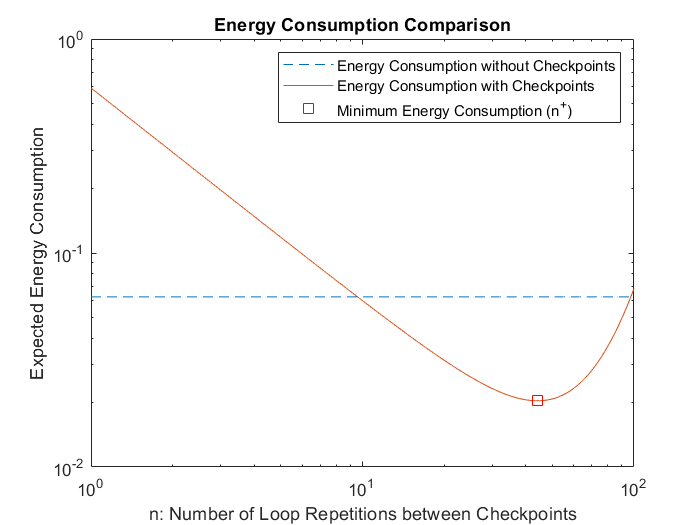 Energy Consumption Comparison
10^0
Energy Consumption without Checkpoints
Energy Consumption with Checkpoints
Minimum Energy Consumption (n^+)
Expected Energy Consumption
10^-1
10^-2
10^0
10^1
10^2
n: Number of Loop Repetitions between Checkpoints